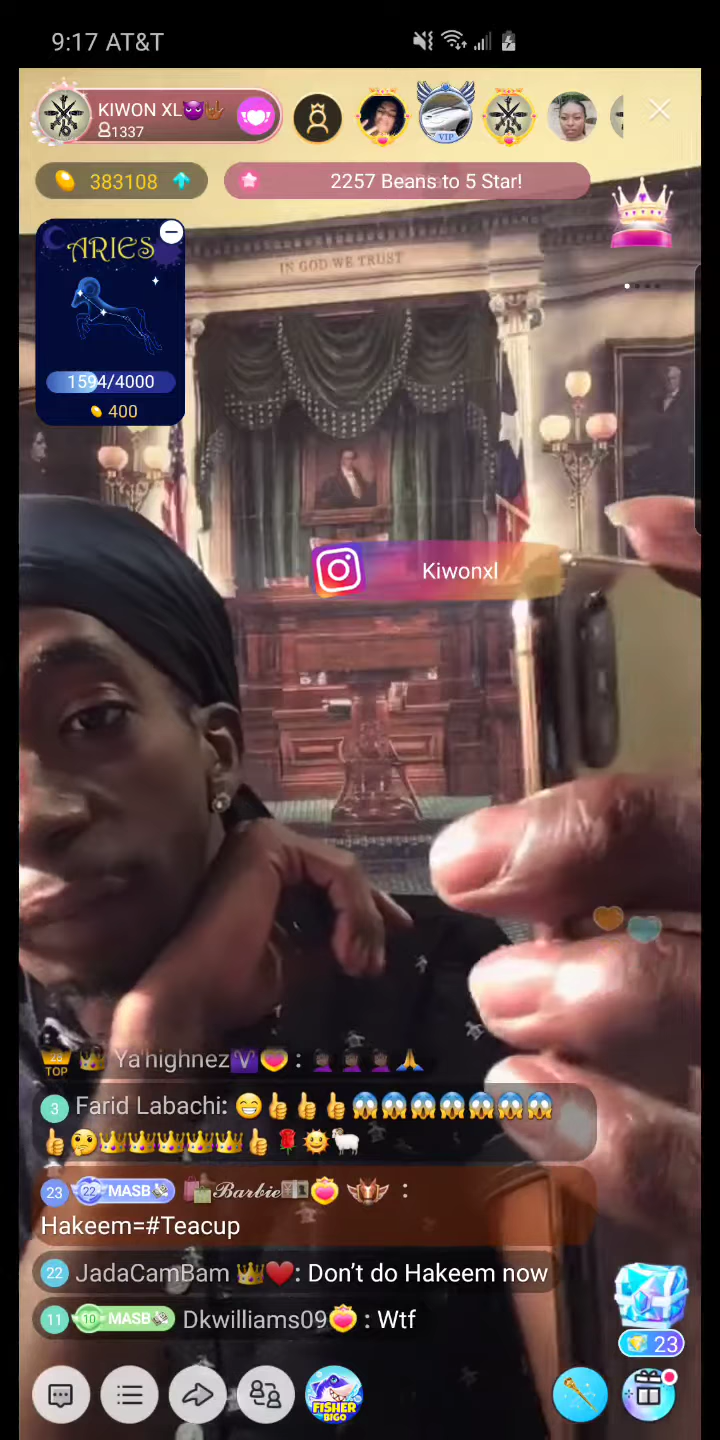 9:17 AT&T
KIWON XL😈🤘🏾
1337
VIP
383108
2257 Beans to 5 Star!
ARIES
1594/4000
400
IN GOD WE TRUST
Kiwonxl
TOP Ya'highnez♈💗 : 🙏
3 Farid Labachi: 😁👍👍👍😱😱😱😱😱😱😱
👍🤔👑👑👑👑👑👍🌹🌞🐑
23 22 MASB 🛍️𝓑𝓪𝓻𝓫𝓲𝓮💵 :
Hakeem=#Teacup
22 JadaCamBam 👑❤️: Don’t do Hakeem now
11 10 MASB Dkwilliams09 : Wtf
23
FISHER
BIGO